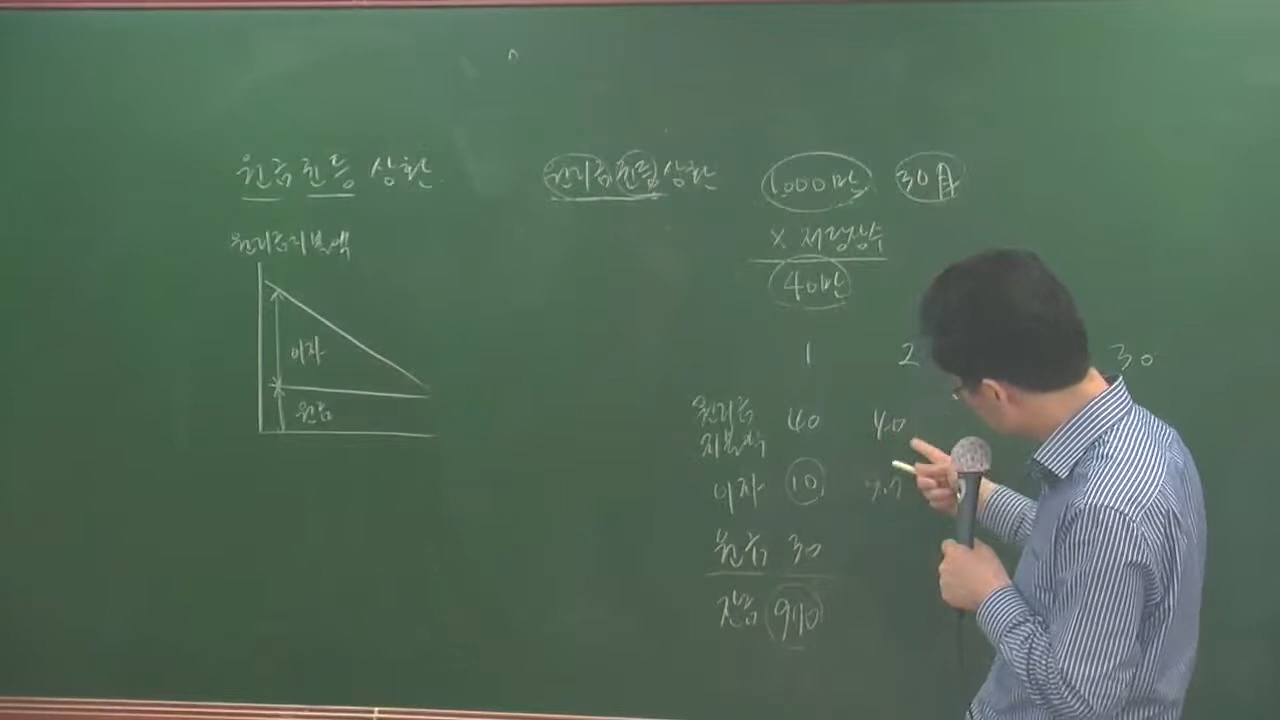 원금균등 상환
원리금지불액
이자
원금
원리금균등상환
1,000만 30年
× 저당상수
40만
1 2 30
원리금
지불액 40 40
이자 10 9.9
원금 30
잔금 970